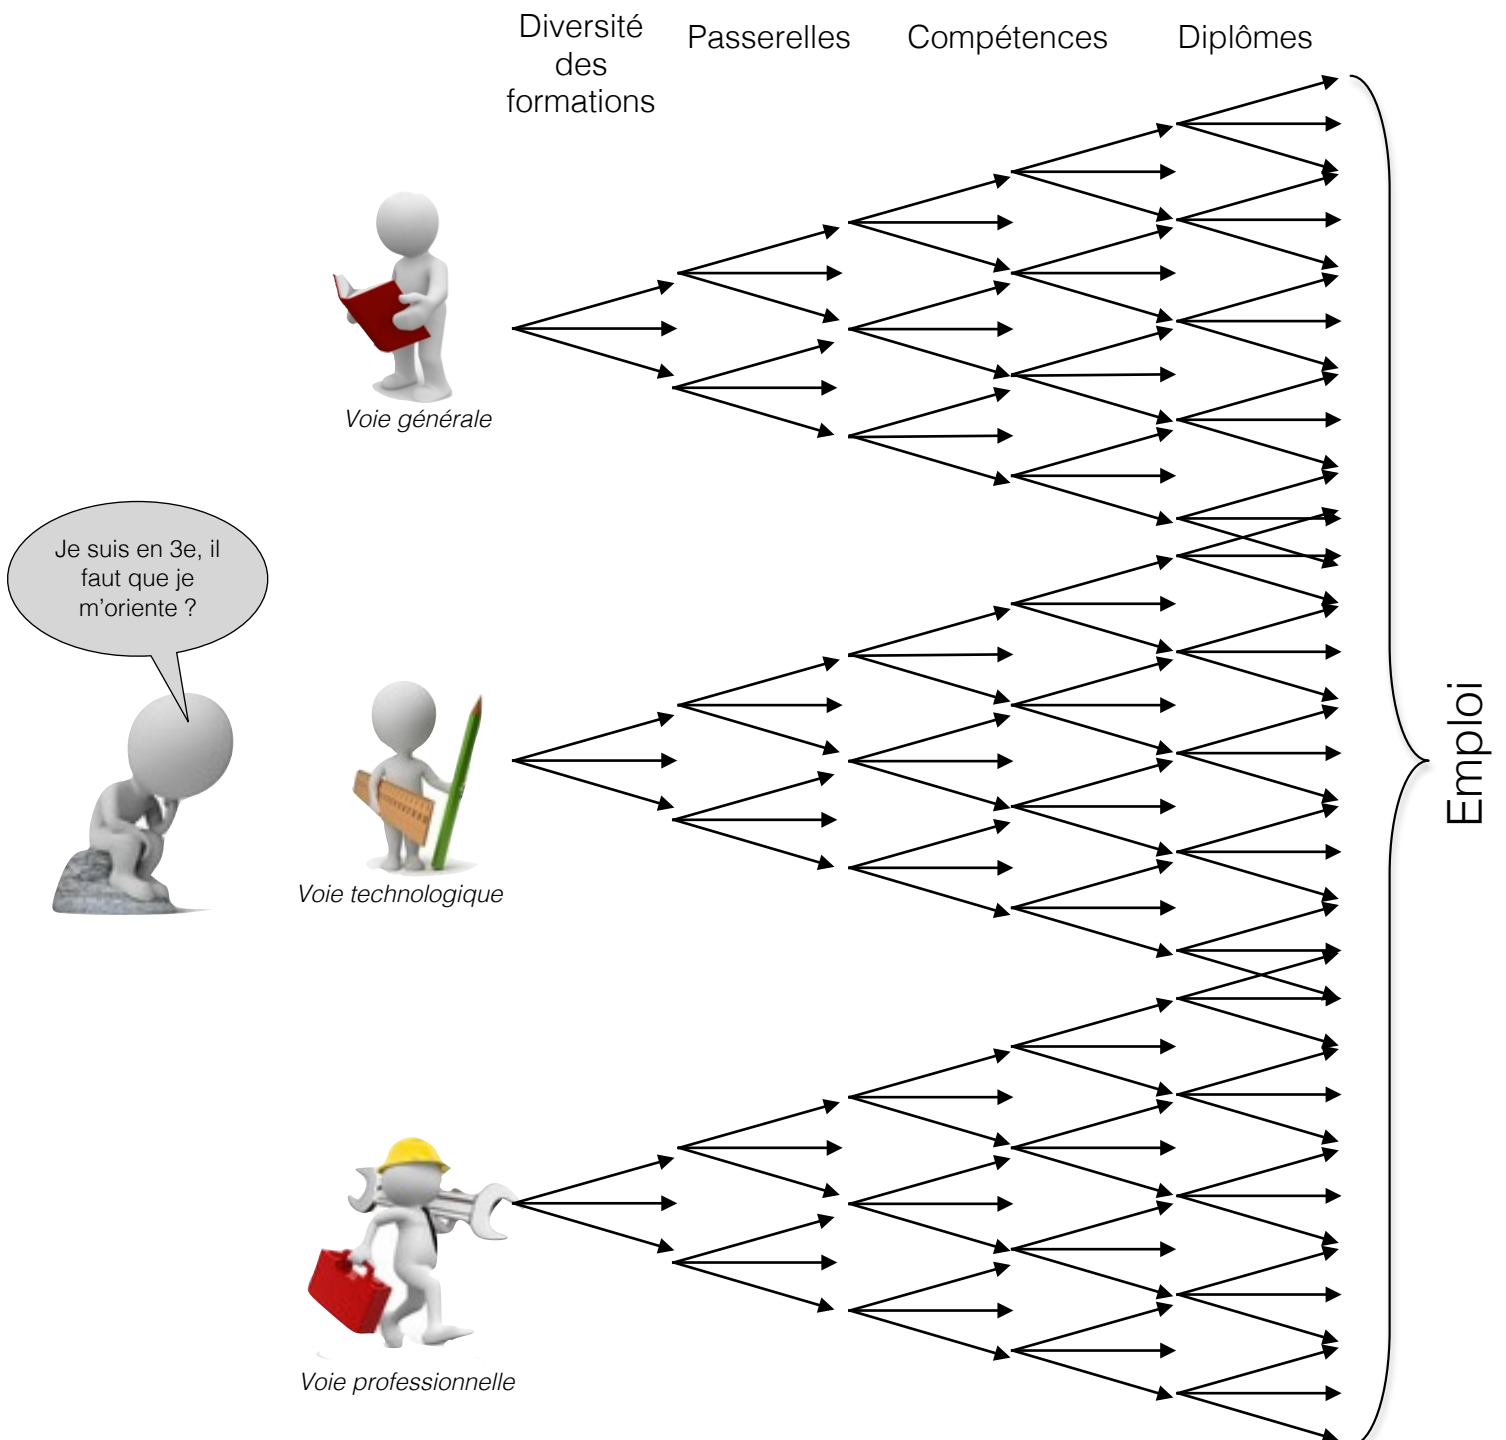 Diversité
des
formations
Passerelles
Compétences
Diplômes
Voie générale
Je suis en 3e, il
faut que je
m’oriente ?
Voie technologique
Emploi
Voie professionnelle